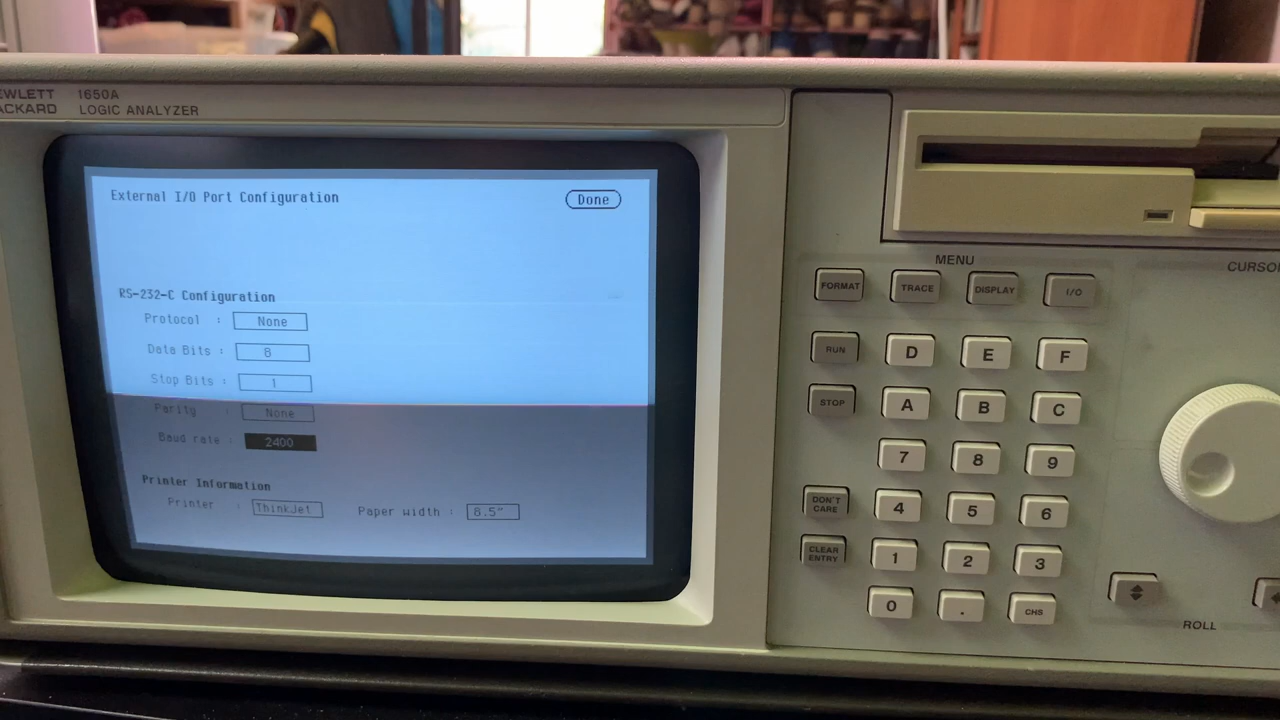 EWLETT 1650A
ACKARD LOGIC ANALYZER
External I/O Port Configuration Done
RS-232-C Configuration
Protocol : None
Data Bits : 8
Stop Bits : 1
Parity : None
Baud rate : 2400
Printer Information
Printer : ThinkJet Paper width : 8.5"
MENU
CURSO
FORMAT TRACE DISPLAY I/O
RUN D E F
STOP A B C
7 8 9
DON'T CARE 4 5 6
CLEAR ENTRY 1 2 3
0 . CHS
ROLL